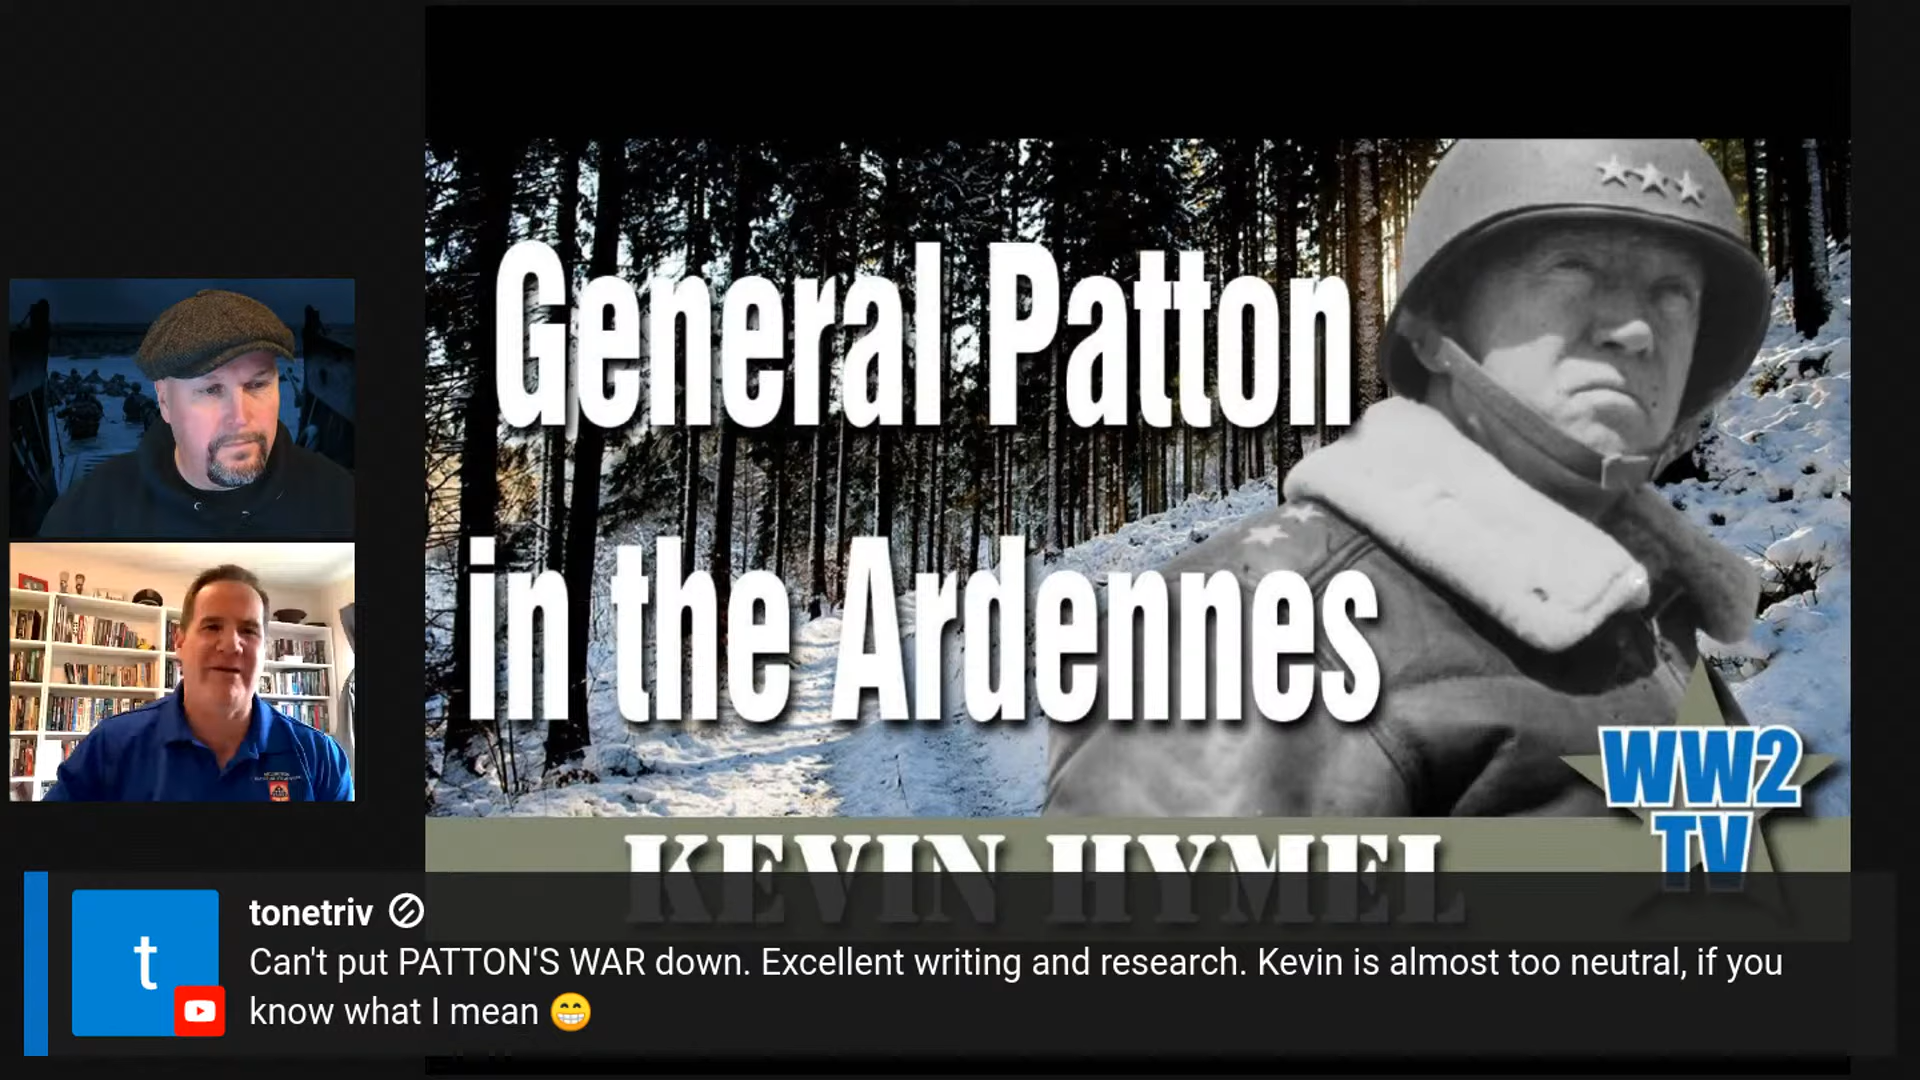 General Patton
in the Ardennes
WW2
TV
KEVIN HYMEL
tonetriv
t
Can't put PATTON'S WAR down. Excellent writing and research. Kevin is almost too neutral, if you
know what I mean 😁